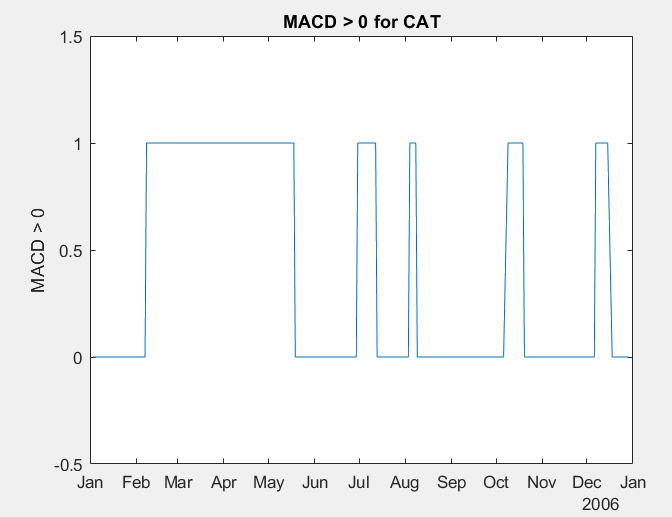 MACD > 0 for CAT
1.5
1
0.5
0
-0.5
MACD > 0
Jan Feb Mar Apr May Jun Jul Aug Sep Oct Nov Dec Jan
2006